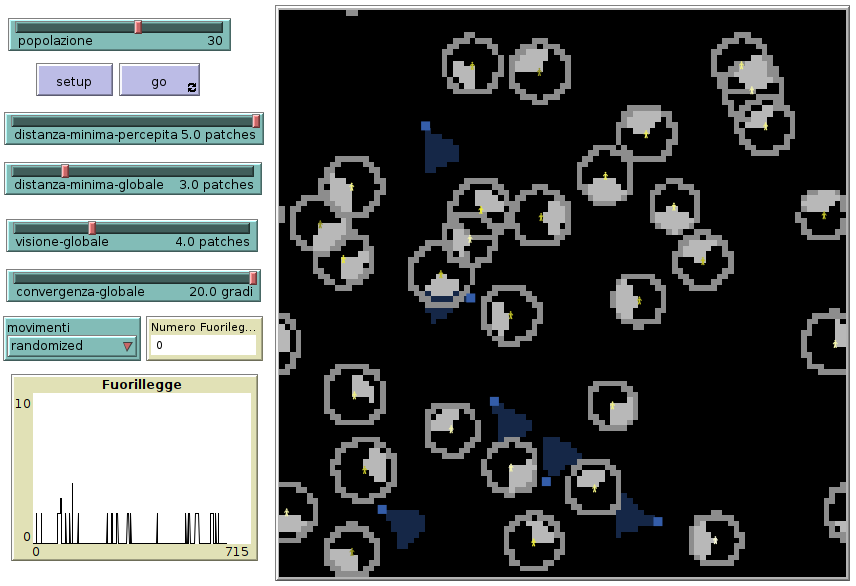 popolazione 30
setup go
distanza-minima-percepita 5.0 patches
distanza-minima-globale 3.0 patches
visione-globale 4.0 patches
convergenza-globale 20.0 gradi
movimenti
randomized
Numero Fuorileg...
0
Fuorillegge
10
0
0 715